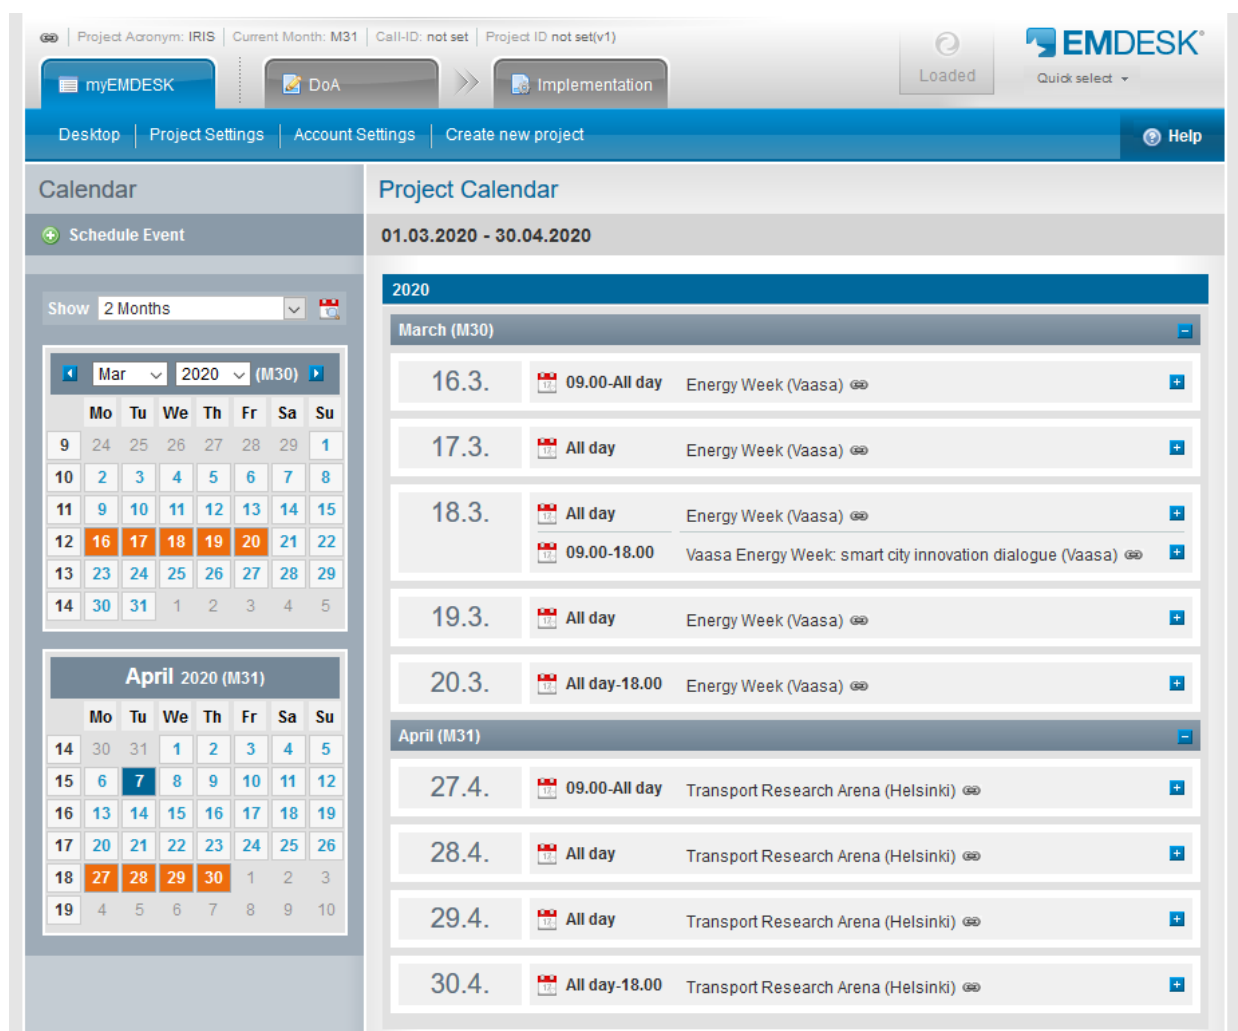 Project Acronym: IRIS | Current Month: M31 | Call-ID: not set | Project ID not set(v1)
EMDESK
Loaded
Quick select
myEMDESK
DoA
Implementation
Desktop | Project Settings | Account Settings | Create new project
Help
Calendar
Schedule Event
Show 2 Months
Mar 2020 (M30)
Mo Tu We Th Fr Sa Su
9 24 25 26 27 28 29 1
10 2 3 4 5 6 7 8
11 9 10 11 12 13 14 15
12 16 17 18 19 20 21 22
13 23 24 25 26 27 28 29
14 30 31 1 2 3 4 5
April 2020 (M31)
Mo Tu We Th Fr Sa Su
14 30 31 1 2 3 4 5
15 6 7 8 9 10 11 12
16 13 14 15 16 17 18 19
17 20 21 22 23 24 25 26
18 27 28 29 30 1 2 3
19 4 5 6 7 8 9 10
Project Calendar
01.03.2020 - 30.04.2020
2020
March (M30)
16.3. 09.00-All day Energy Week (Vaasa)
17.3. All day Energy Week (Vaasa)
18.3. All day Energy Week (Vaasa)
09.00-18.00 Vaasa Energy Week: smart city innovation dialogue (Vaasa)
19.3. All day Energy Week (Vaasa)
20.3. All day-18.00 Energy Week (Vaasa)
April (M31)
27.4. 09.00-All day Transport Research Arena (Helsinki)
28.4. All day Transport Research Arena (Helsinki)
29.4. All day Transport Research Arena (Helsinki)
30.4. All day-18.00 Transport Research Arena (Helsinki)